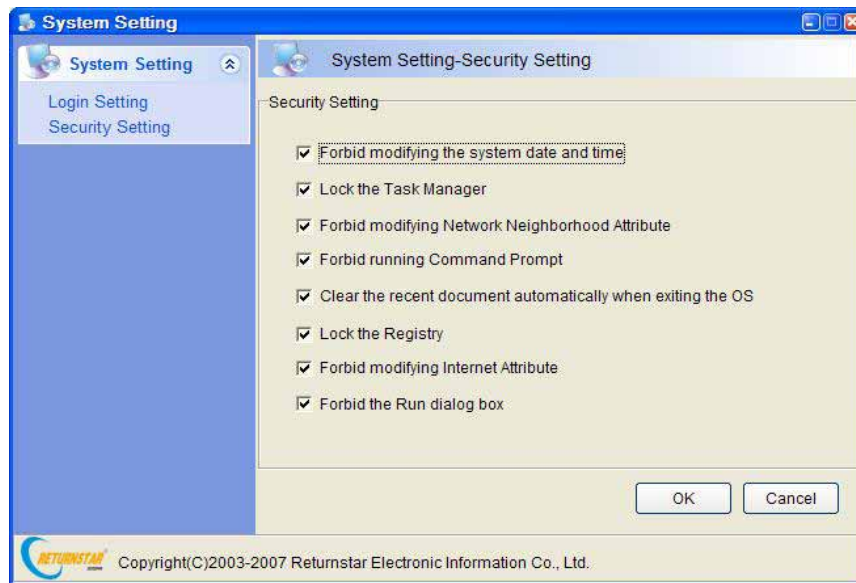 System Setting
System Setting
Login Setting
Security Setting
System Setting-Security Setting
Security Setting
Forbid modifying the system date and time
Lock the Task Manager
Forbid modifying Network Neighborhood Attribute
Forbid running Command Prompt
Clear the recent document automatically when exiting the OS
Lock the Registry
Forbid modifying Internet Attribute
Forbid the Run dialog box
OK
Cancel
RETURNSTAR
Copyright(C)2003-2007 Returnstar Electronic Information Co., Ltd.